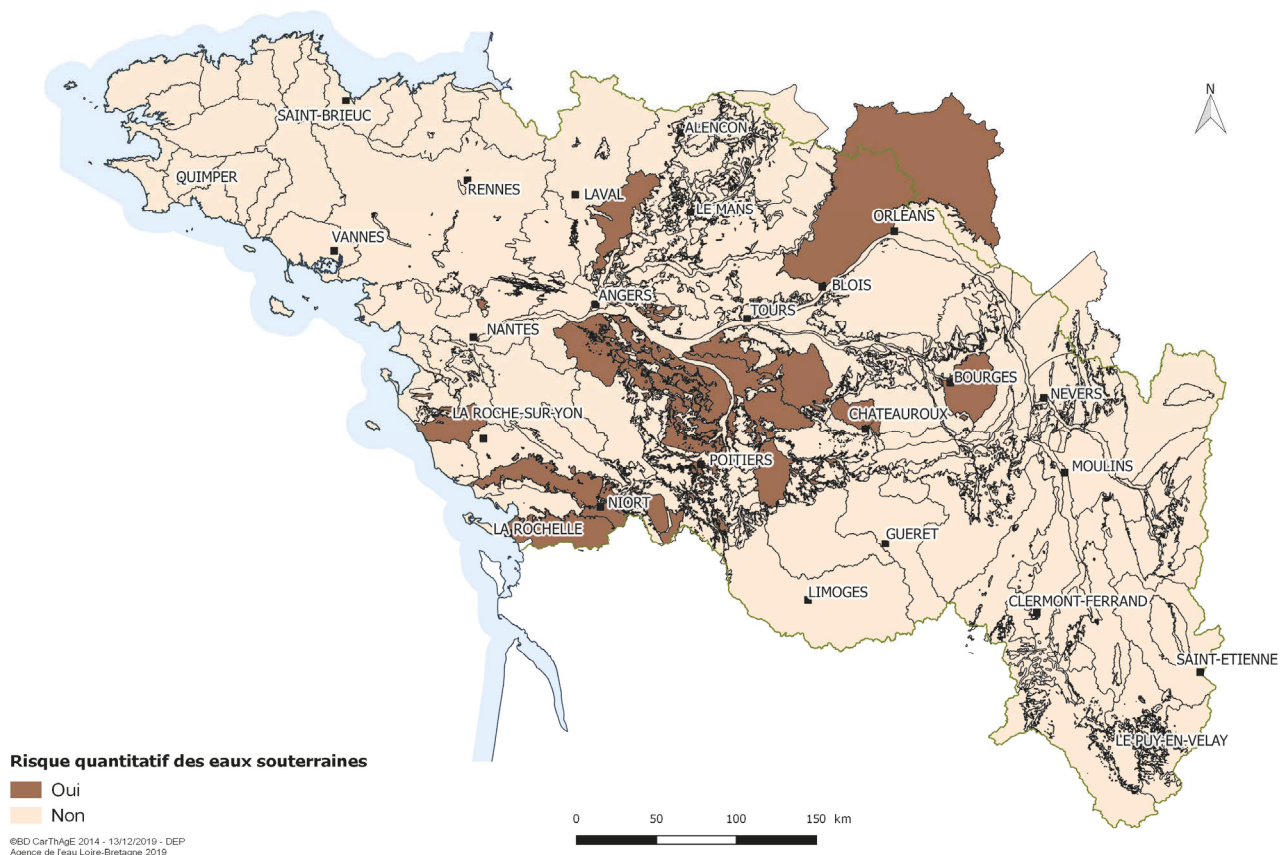 N
ALENCON
SAINT-BRIEUC
QUIMPER
RENNES
LAVAL
LE MANS
ORLÉANS
VANNES
BLOIS
ANGERS
TOURS
NANTES
BOURGES
NEVERS
LA ROCHE-SUR-YON
CHATEAUROUX
POITIERS
MOULINS
NIORT
LA ROCHELLE
GUERET
LIMOGES
CLERMONT-FERRAND
SAINT-ETIENNE
LE-PUY-EN-VELAY
Risque quantitatif des eaux souterraines
Oui
Non
0 50 100 150 km
©BD CarThAgE 2014 - 13/12/2019 - DEP
Agence de l'eau Loire-Bretagne 2019